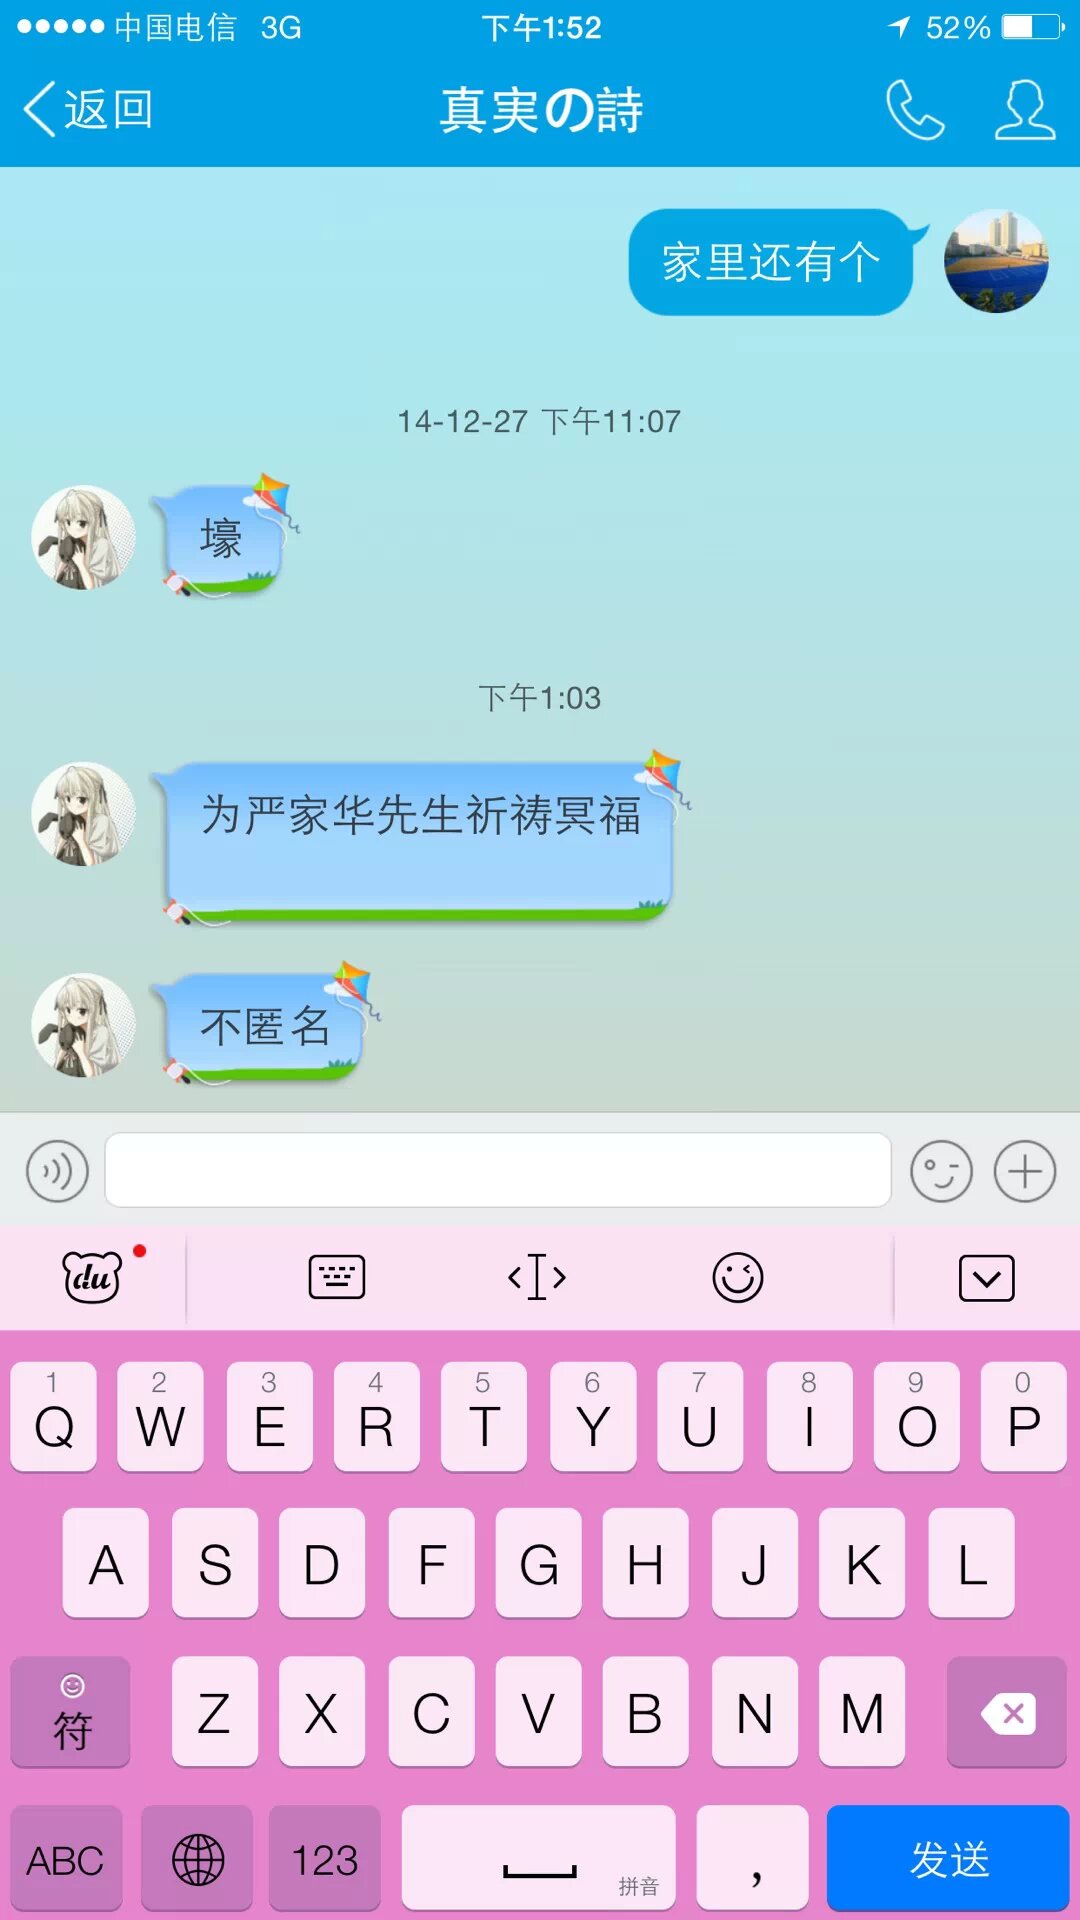 中国电信 3G 下午1:52 52%
返回 真実の詩
家里还有个
14-12-27 下午11:07
壕
下午1:03
为严家华先生祈祷冥福
不匿名
du
1 2 3 4 5 6 7 8 9 0
Q W E R T Y U I O P
A S D F G H J K L
符 Z X C V B N M
ABC 123 拼音 , 发送